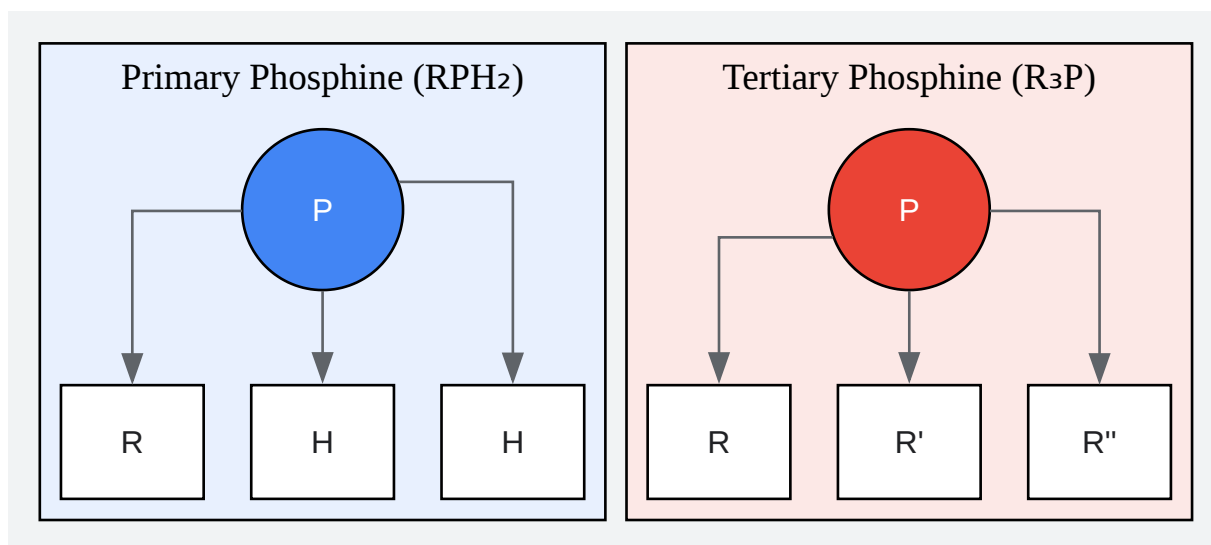 Primary Phosphine (RPH₂)
P
R
H
H
Tertiary Phosphine (R₃P)
P
R
R'
R"